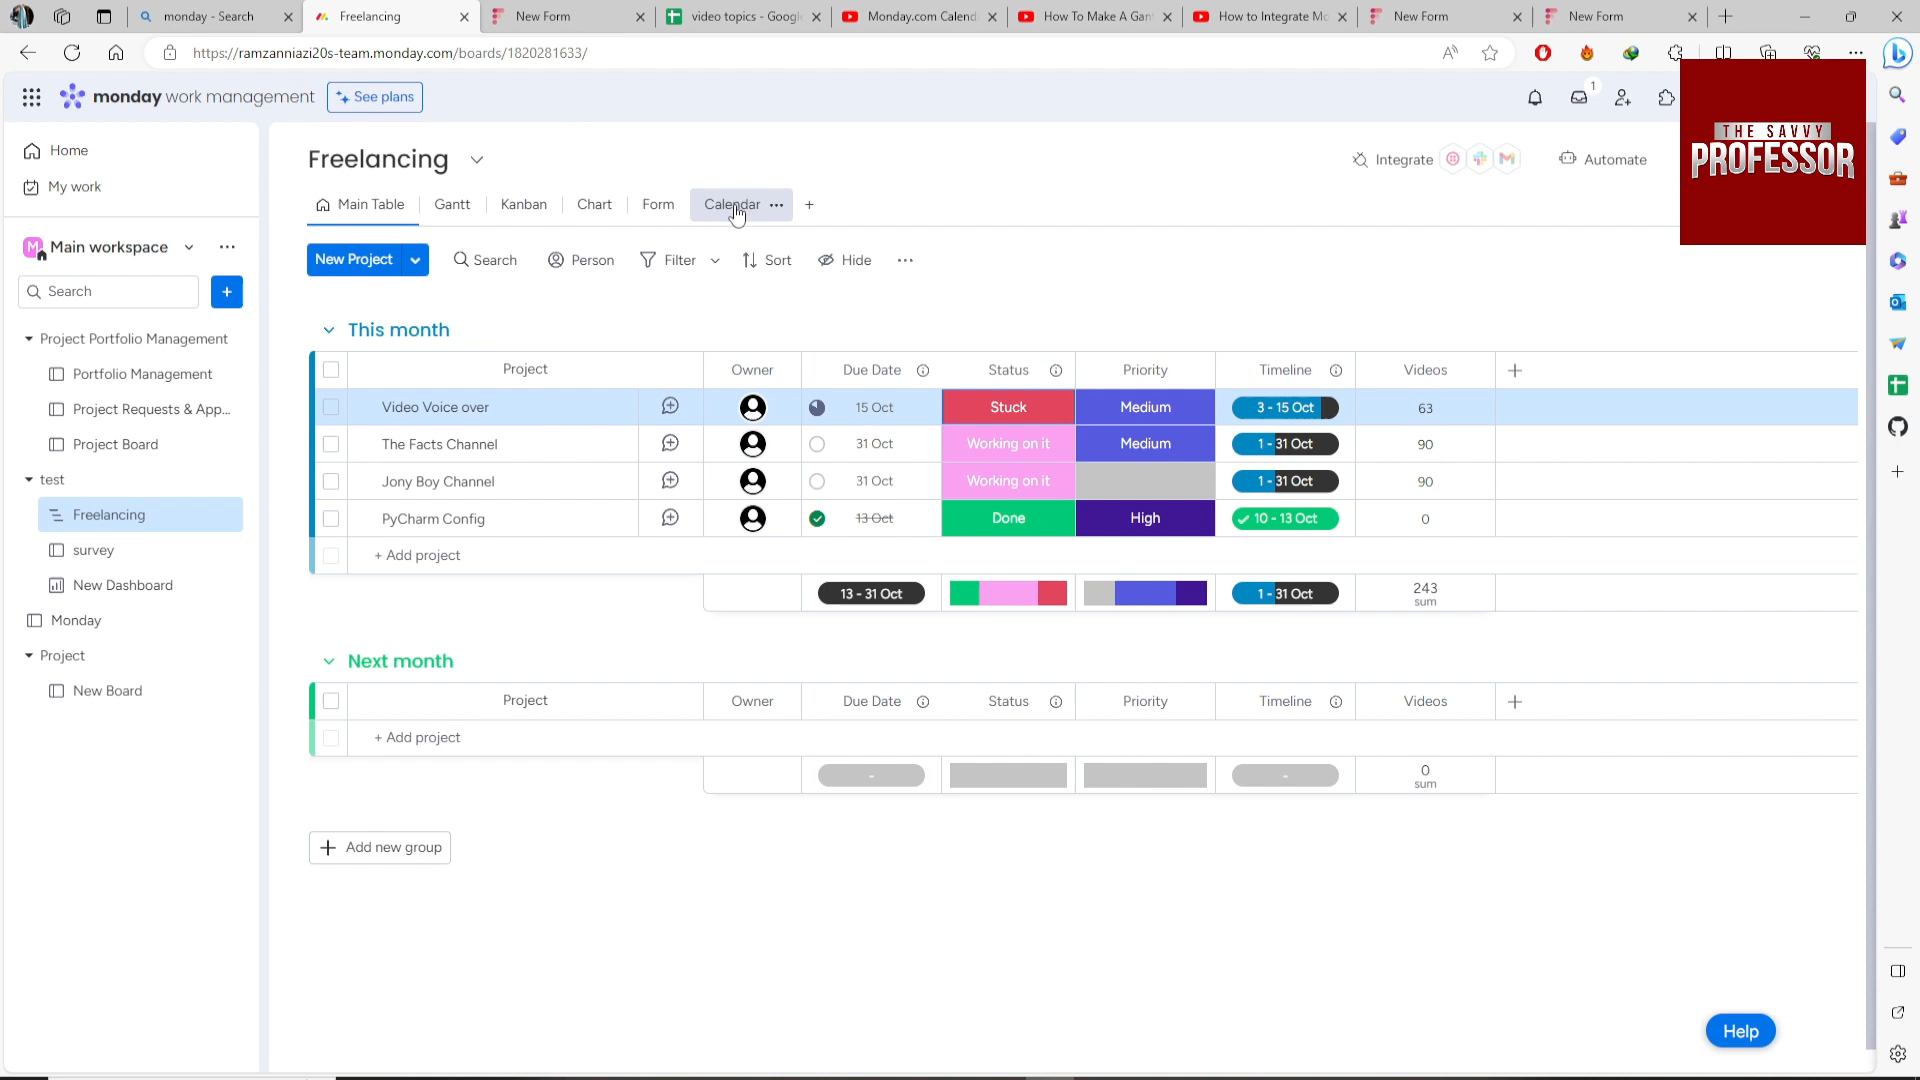 monday - Search
Freelancing
New Form
video topics - Google
Monday.com Calend
How To Make A Gan
How to Integrate Mo
New Form
New Form
https://ramzanniazi20s-team.monday.com/boards/1820281633/
monday work management
See plans
1
THE SAVVY
PROFESSOR
Home
My work
Main workspace
Search
Project Portfolio Management
Portfolio Management
Project Requests & App...
Project Board
test
Freelancing
survey
New Dashboard
Monday
Project
New Board
Freelancing
Integrate
Automate
Main Table Gantt Kanban Chart Form Calendar
New Project Search Person Filter Sort Hide
This month
Project Owner Due Date Status Priority Timeline Videos
Video Voice over 15 Oct Stuck Medium 3 - 15 Oct 63
The Facts Channel 31 Oct Working on it Medium 1 - 31 Oct 90
Jony Boy Channel 31 Oct Working on it 1 - 31 Oct 90
PyCharm Config 13 Oct Done High 10 - 13 Oct 0
+ Add project
13 - 31 Oct 1 - 31 Oct 243
sum
Next month
Project Owner Due Date Status Priority Timeline Videos
+ Add project
- - 0
sum
Add new group
Help